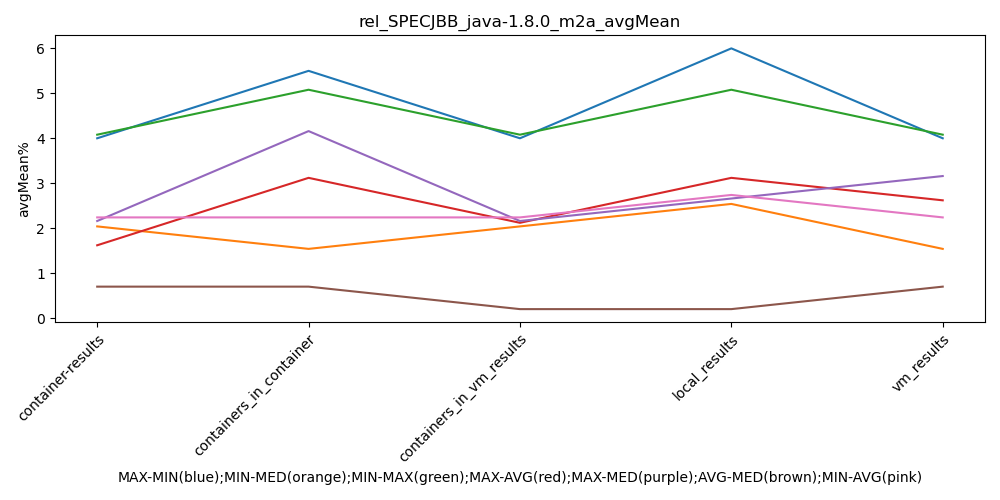 rel_SPECJBB_java-1.8.0_m2a_avgMean
avgMean%
6
5
4
3
2
1
0
container-results
containers_in_container
containers_in_vm_results
local_results
vm_results
MAX-MIN(blue);MIN-MED(orange);MIN-MAX(green);MAX-AVG(red);MAX-MED(purple);AVG-MED(brown);MIN-AVG(pink)